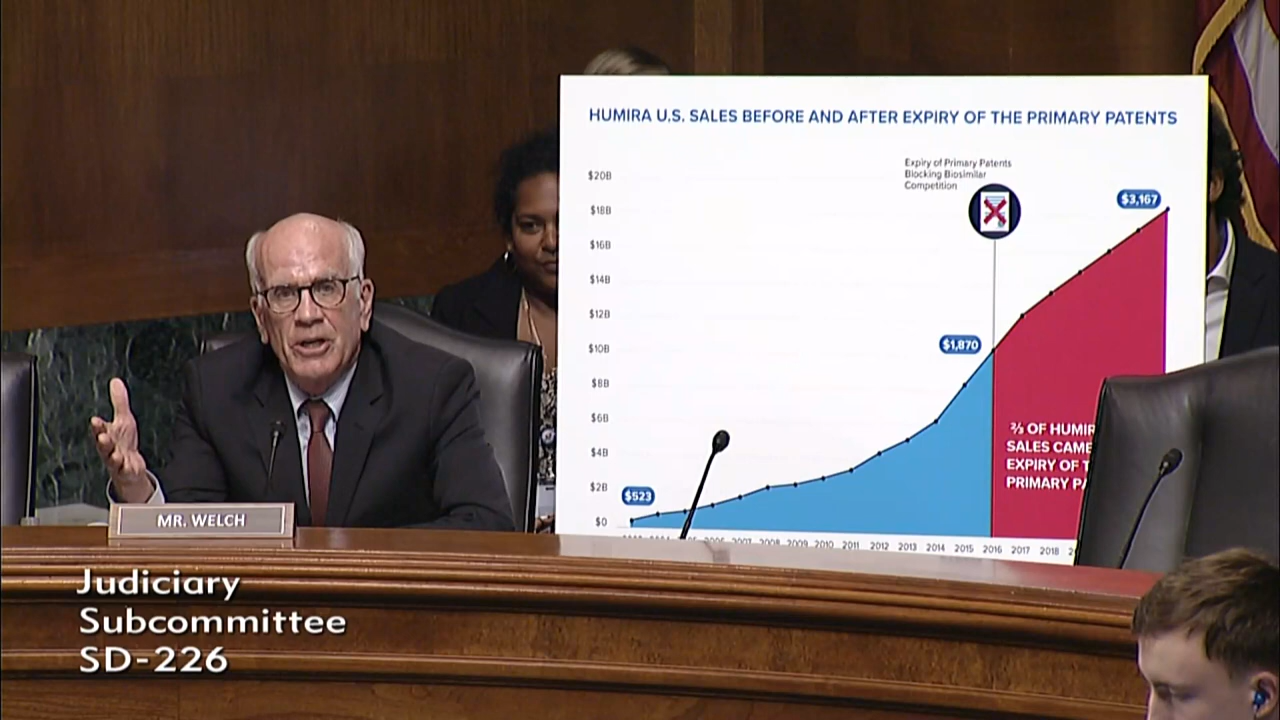 HUMIRA U.S. SALES BEFORE AND AFTER EXPIRY OF THE PRIMARY PATENTS
Expiry of Primary Patents
Blocking Biosimilar
Competition
$20B
$18B
$3,167
$16B
$14B
$12B
$10B
$1,870
$8B
$6B
$4B
$2B
$0
$523
⅔ OF HUMIR
SALES CAME
EXPIRY OF T
PRIMARY PA
2006 2007 2008 2009 2010 2011 2012 2013 2014 2015 2016 2017 2018
MR. WELCH
Judiciary
Subcommittee
SD-226